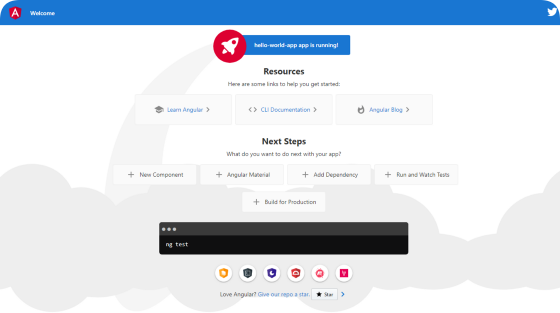 Welcome
hello-world-app app is running!
Resources
Here are some links to help you get started:
Learn Angular
CLI Documentation
Angular Blog
Next Steps
What do you want to do next with your app?
New Component
Angular Material
Add Dependency
Run and Watch Tests
Build for Production
ng test
Love Angular? Give our repo a star. Star